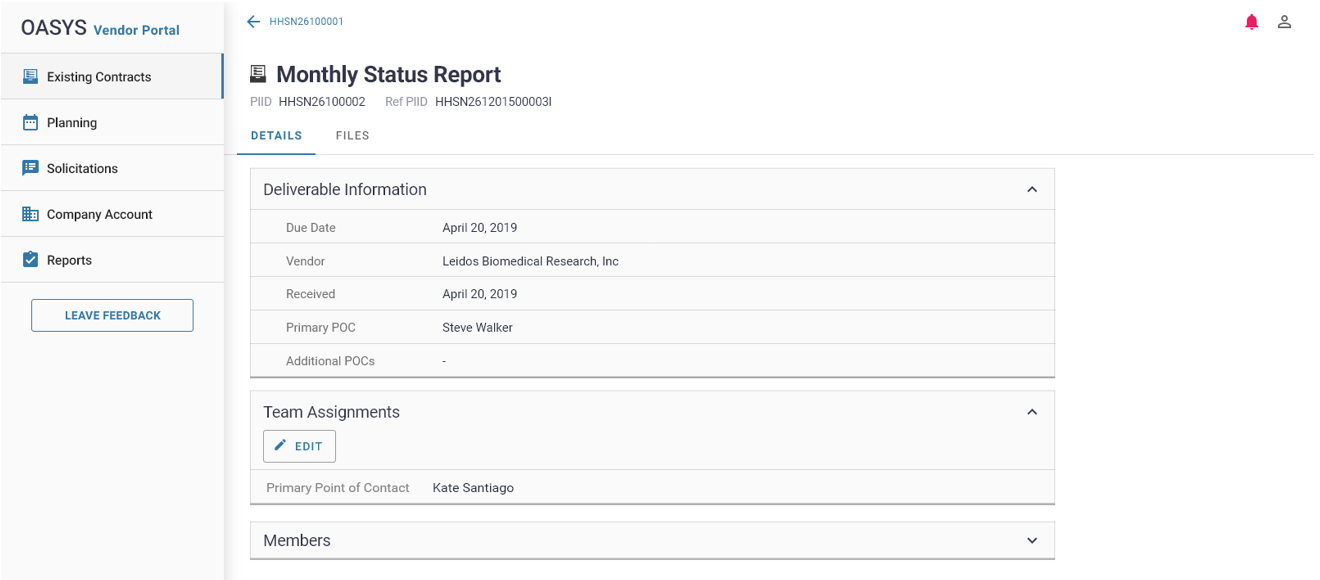 OASYS Vendor Portal
Existing Contracts
Planning
Solicitations
Company Account
Reports
LEAVE FEEDBACK
HHSN26100001
Monthly Status Report
PIID HHSN26100002 Ref PIID HHSN261201500003I
DETAILS FILES
Deliverable Information
Due Date April 20, 2019
Vendor Leidos Biomedical Research, Inc
Received April 20, 2019
Primary POC Steve Walker
Additional POCs -
Team Assignments
EDIT
Primary Point of Contact Kate Santiago
Members